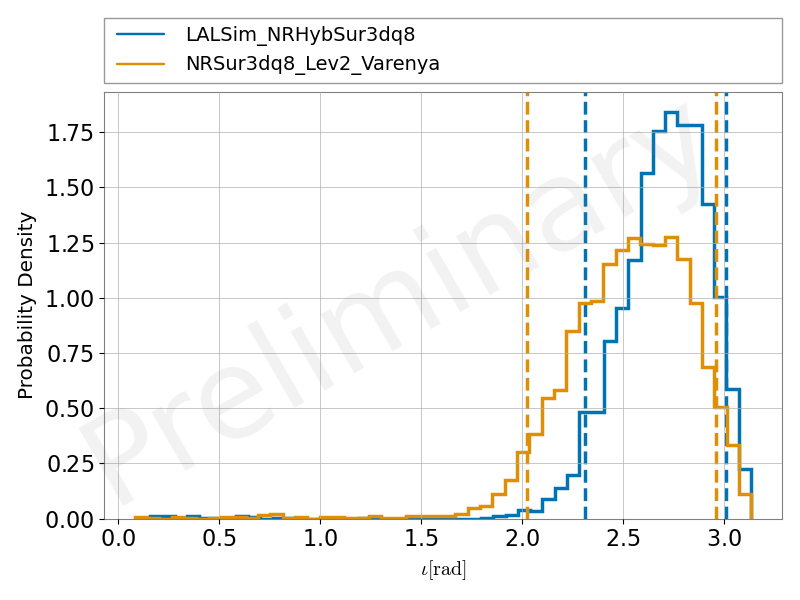 LALSim_NRHybSur3dq8
NRSur3dq8_Lev2_Varenya
Preliminary
Probability Density
1.75
1.50
1.25
1.00
0.75
0.50
0.25
0.00
0.0 0.5 1.0 1.5 2.0 2.5 3.0
ι[rad]